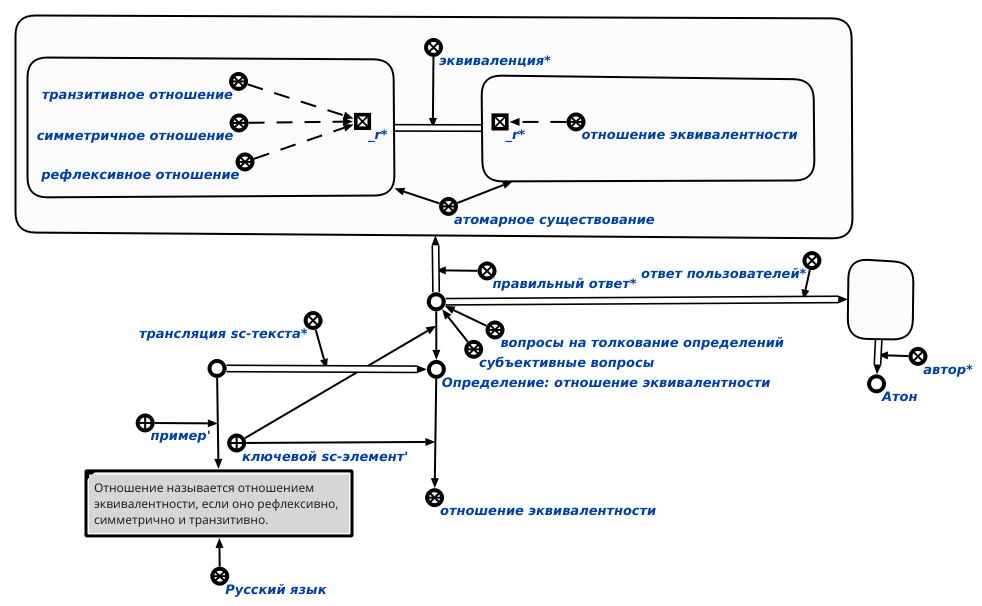 эквиваленция*
транзитивное отношение
симметричное отношение
рефлексивное отношение
_r*
_r*
отношение эквивалентности
атомарное существование
правильный ответ*
ответ пользователей*
трансляция sc-текста*
вопросы на толкование определений
субъективные вопросы
Определение: отношение эквивалентности
автор*
Атон
пример'
ключевой sc-элемент'
Отношение называется отношением
эквивалентности, если оно рефлексивно,
симметрично и транзитивно.
отношение эквивалентности
Русский язык